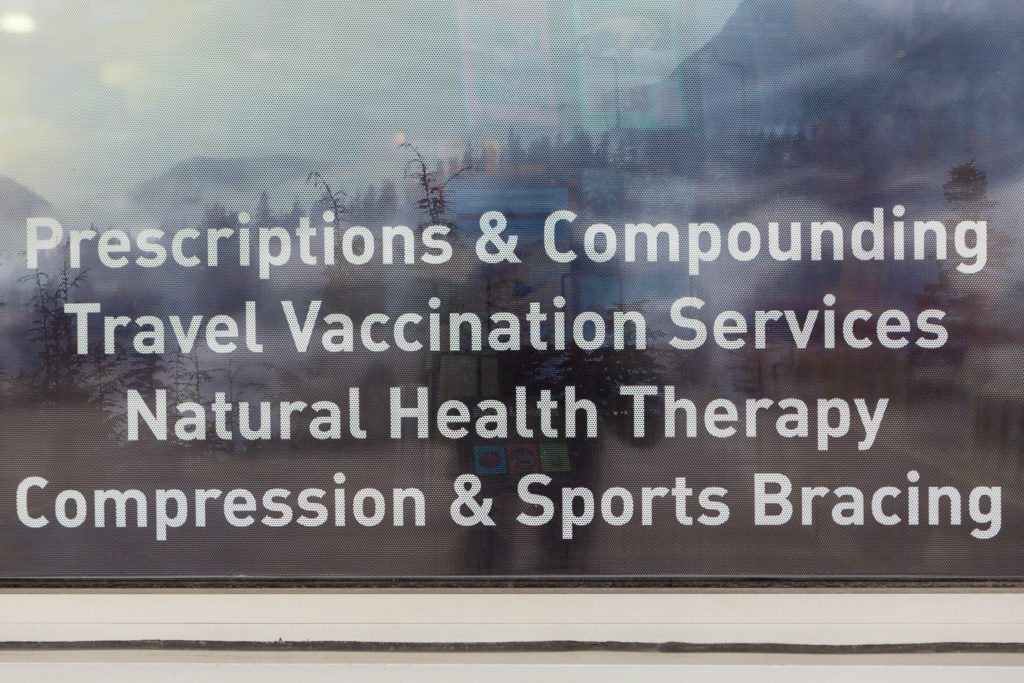 Prescriptions & Compounding
Travel Vaccination Services
Natural Health Therapy
Compression & Sports Bracing